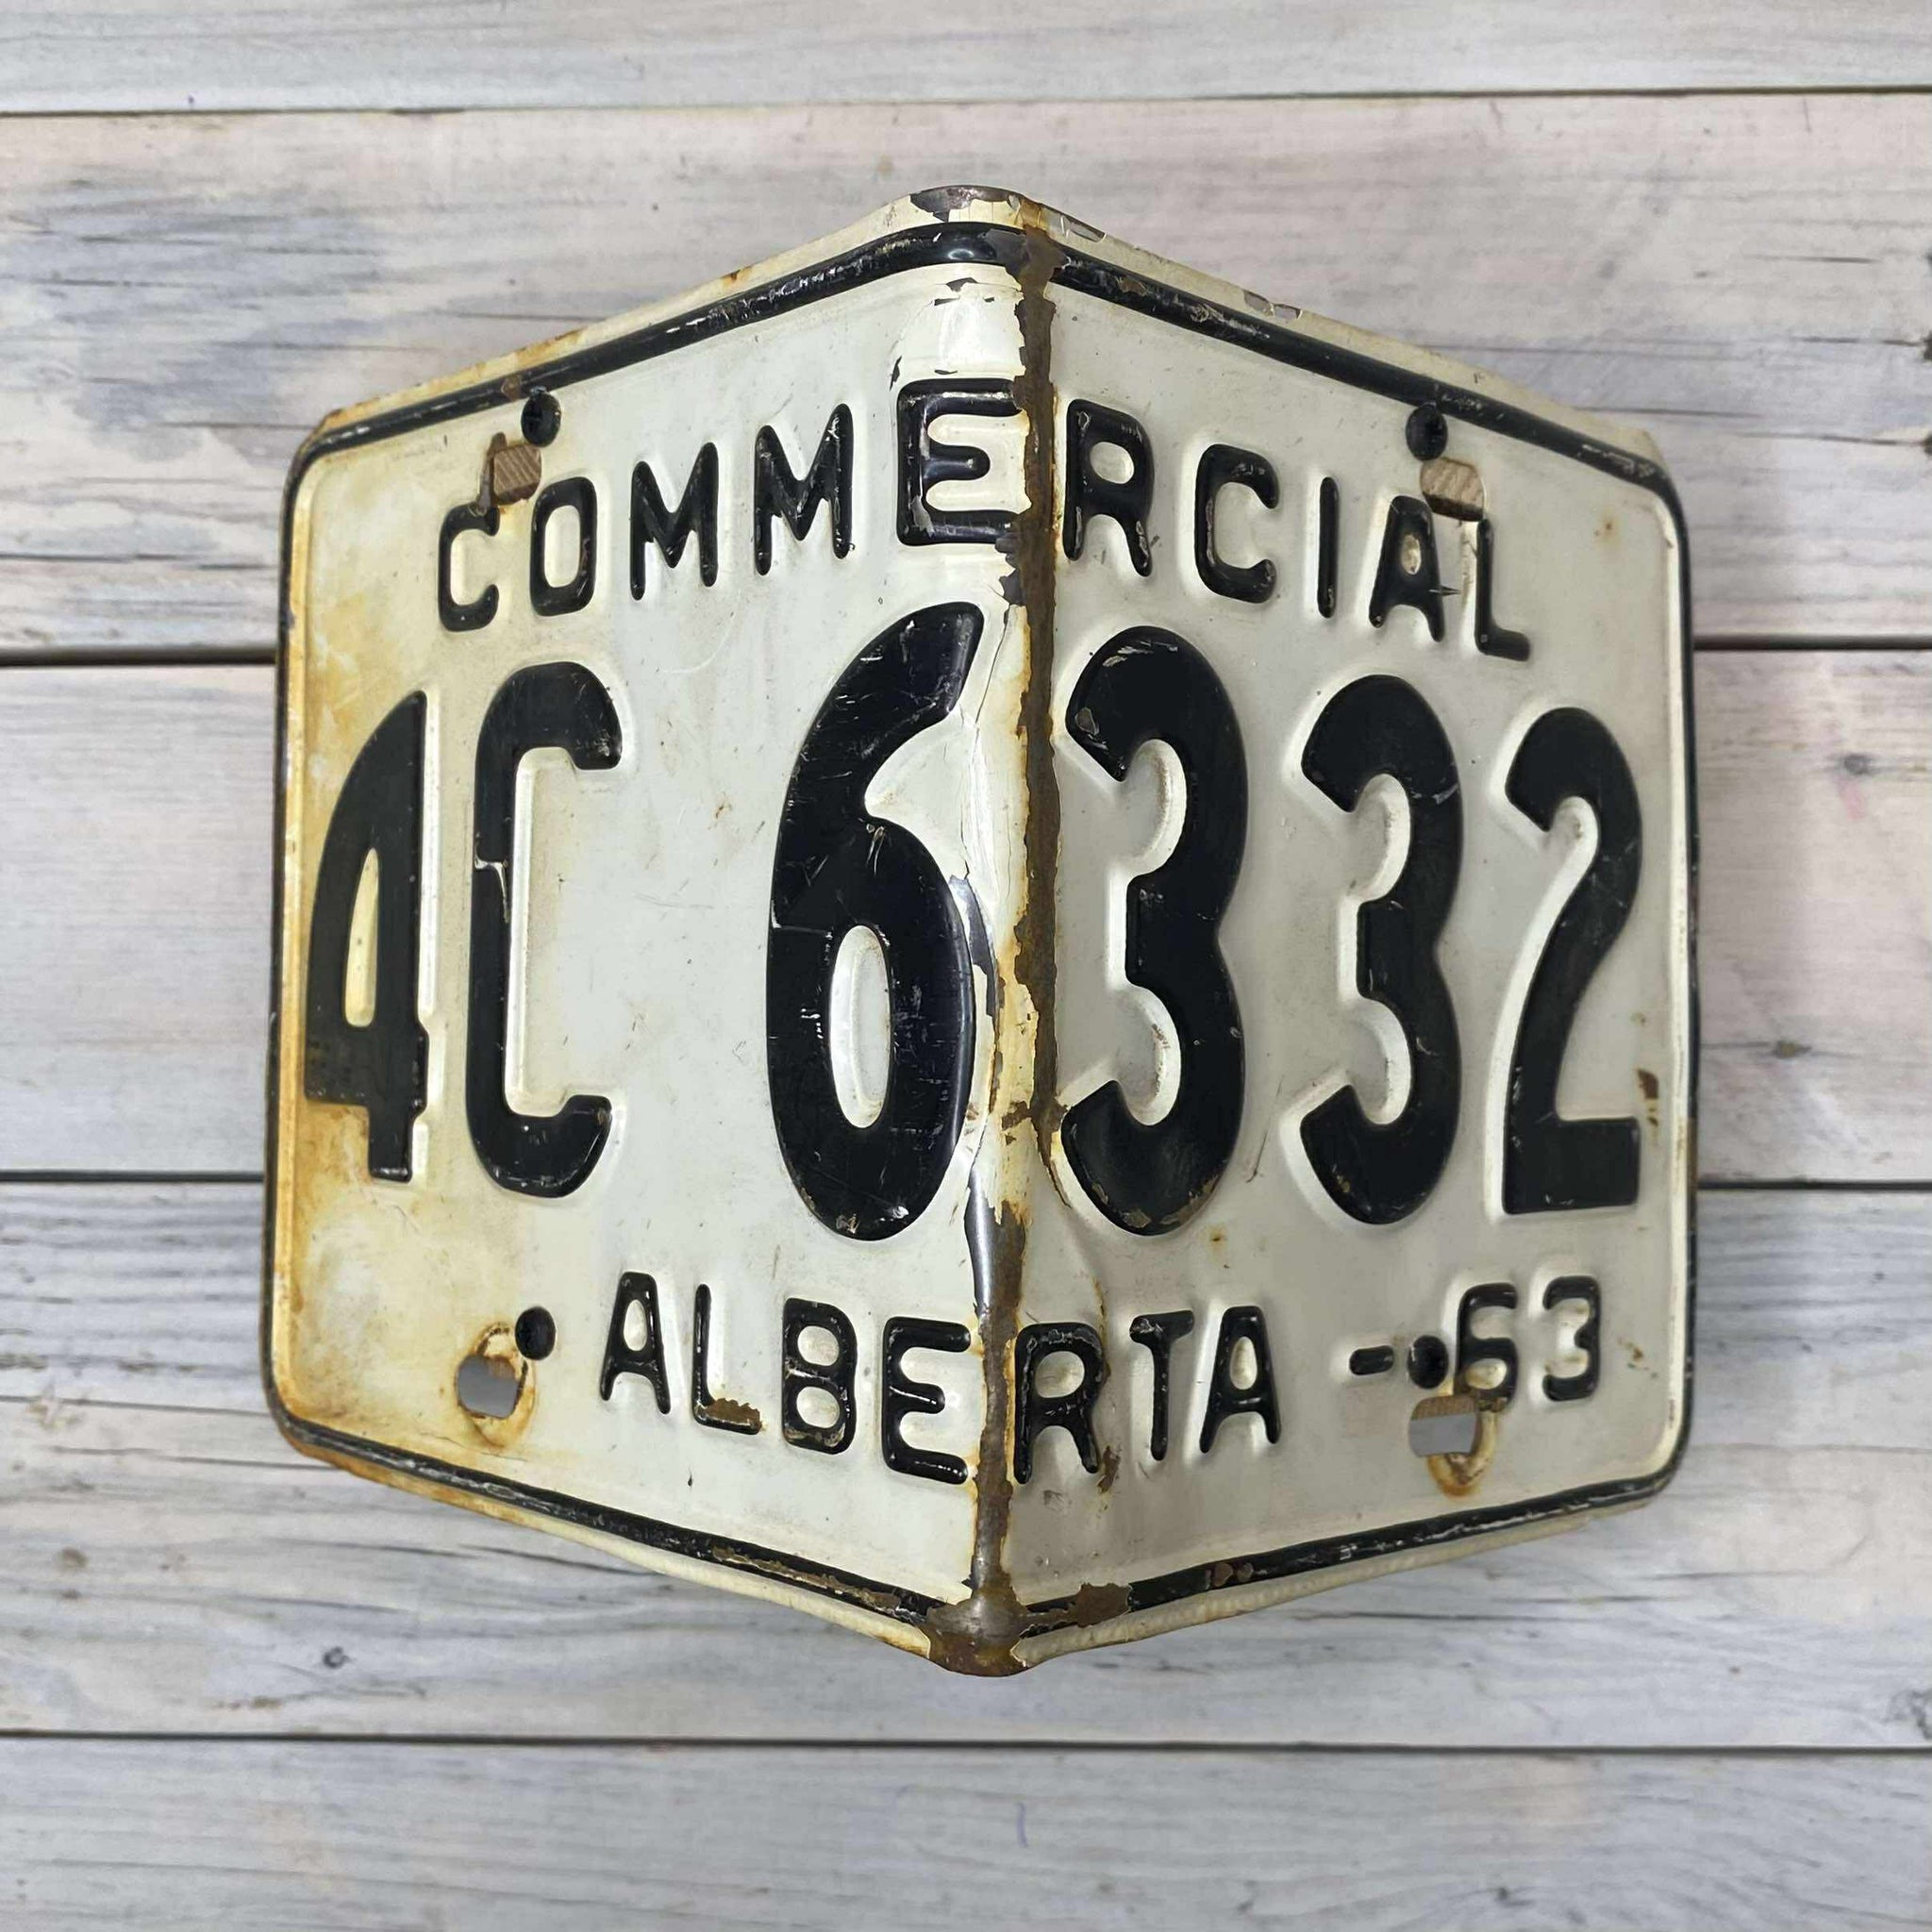 COMMERCIAL
4C 6332
ALBERTA - 63